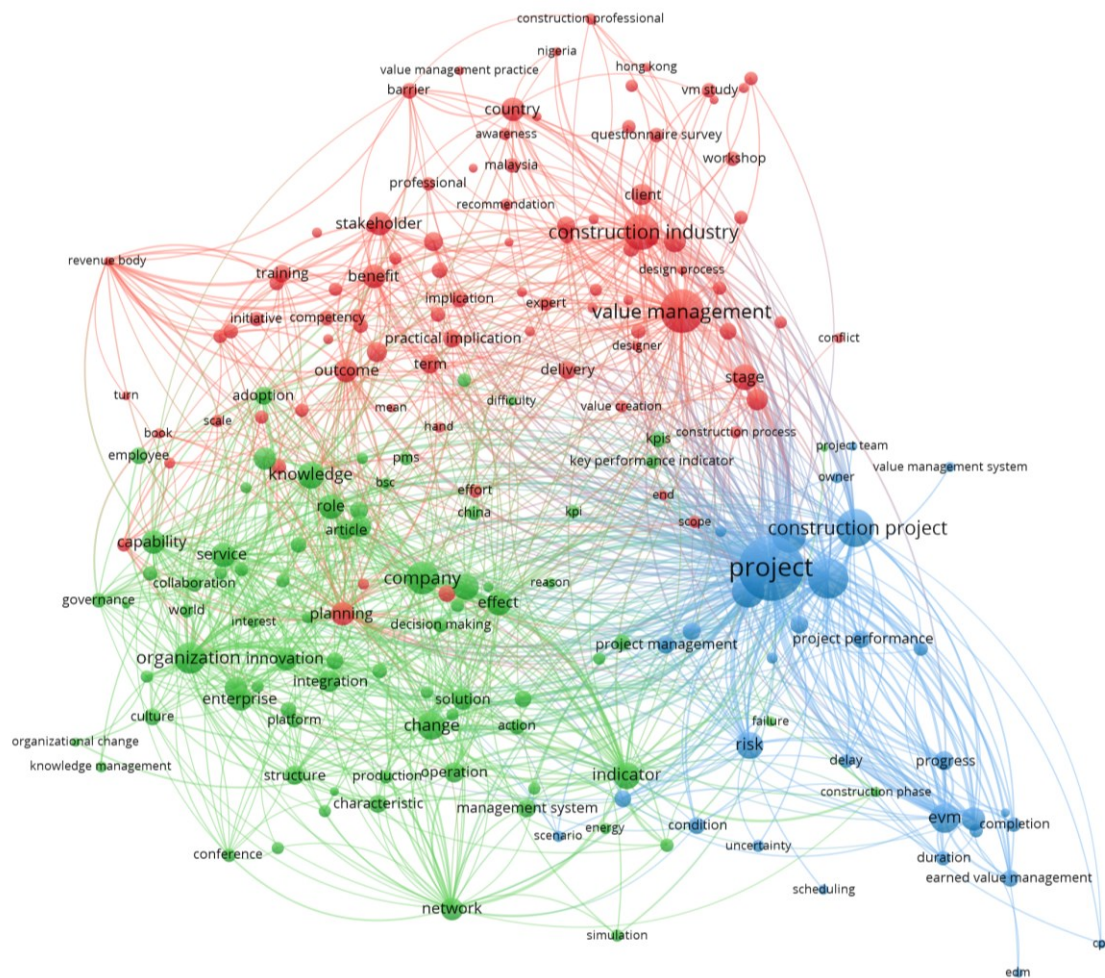 construction professional
nigeria
hong kong
value management practice
barrier
vm study
country
awareness
questionnaire survey
malaysia
workshop
professional
client
recommendation
stakeholder
construction industry
revenue body
training
benefit
design process
implication
expert
value management
initiative
competency
practical implication
designer
conflict
outcome
term
delivery
stage
turn
adoption
difficulty
mean
value creation
scale
hand
book
construction process
kpis
project team
employee
pms
key performance indicator
value management system
knowledge
owner
bsc
effort
end
role
china
kpi
scope
article
construction project
capability
service
project
company
reason
collaboration
governance
effect
world
planning
interest
decision making
project management
project performance
organization
innovation
integration
enterprise
solution
culture
platform
change
action
failure
organizational change
risk
knowledge management
delay
progress
structure
production
operation
indicator
construction phase
characteristic
management system
evm
energy
condition
completion
scenario
uncertainty
conference
duration
earned value management
scheduling
network
simulation
edm